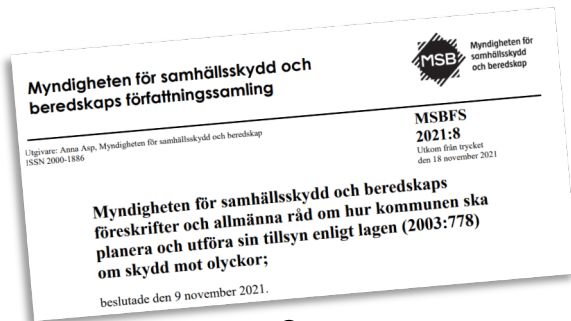 Myndigheten för samhällsskydd och
beredskaps författningssamling
MSB
Myndigheten för
samhällsskydd
och beredskap
Utgivare: Anna Asp, Myndigheten för samhällsskydd och beredskap
ISSN 2000-1886
MSBFS
2021:8
Utkom från trycket
den 18 november 2021
Myndigheten för samhällsskydd och beredskaps
föreskrifter och allmänna råd om hur kommunen ska
planera och utföra sin tillsyn enligt lagen (2003:778)
om skydd mot olyckor;
beslutade den 9 november 2021.